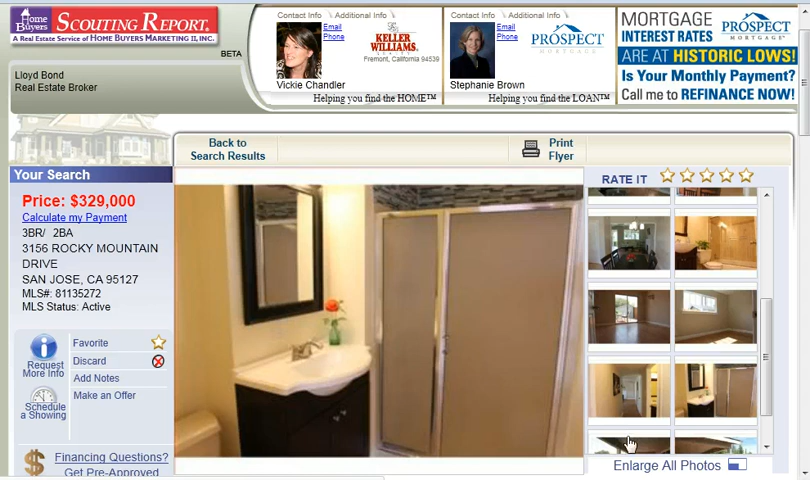 Home Buyers
SCOUTING REPORT®
A Real Estate Service of HOME BUYERS MARKETING II, INC.
BETA
Lloyd Bond
Real Estate Broker
Contact Info \ Additional Info \
Email
Phone
KELLER WILLIAMS.
REALTY
Fremont, California 94539
Vickie Chandler
Helping you find the HOME™
Contact Info \ Additional Info \
Email
Phone
PROSPECT
MORTGAGE
Stephanie Brown
Helping you find the LOAN™
MORTGAGE
INTEREST RATES
PROSPECT
MORTGAGE
ARE AT HISTORIC LOWS!
Is Your Monthly Payment?
Call me to REFINANCE NOW!
Back to
Search Results
Print
Flyer
Your Search
RATE IT
Price: $329,000
Calculate my Payment
3BR/ 2BA
3156 ROCKY MOUNTAIN
DRIVE
SAN JOSE, CA 95127
MLS#: 81135272
MLS Status: Active
Request
More Info
Schedule
a Showing
Favorite
Discard
Add Notes
Make an Offer
Financing Questions?
Get Pre-Approved
Enlarge All Photos